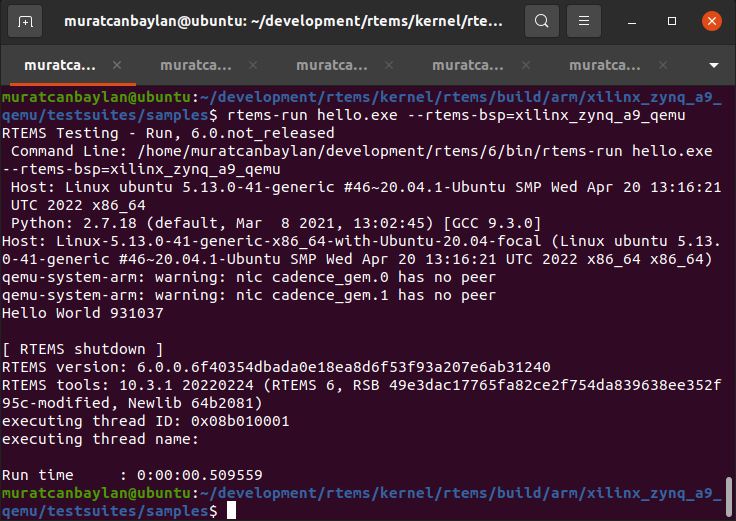 muratcanbaylan@ubuntu: ~/development/rtems/kernel/rte...
muratca...
muratca...
muratca...
muratca...
muratca...
muratcanbaylan@ubuntu:~/development/rtems/kernel/rtems/build/arm/xilinx_zynq_a9_
qemu/testsuites/samples$ rtems-run hello.exe --rtems-bsp=xilinx_zynq_a9_qemu
RTEMS Testing - Run, 6.0.not_released
Command Line: /home/muratcanbaylan/development/rtems/6/bin/rtems-run hello.exe
--rtems-bsp=xilinx_zynq_a9_qemu
Host: Linux ubuntu 5.13.0-41-generic #46~20.04.1-Ubuntu SMP Wed Apr 20 13:16:21
UTC 2022 x86_64
Python: 2.7.18 (default, Mar  8 2021, 13:02:45) [GCC 9.3.0]
Host: Linux-5.13.0-41-generic-x86_64-with-Ubuntu-20.04-focal (Linux ubuntu 5.13.
0-41-generic #46~20.04.1-Ubuntu SMP Wed Apr 20 13:16:21 UTC 2022 x86_64 x86_64)
qemu-system-arm: warning: nic cadence_gem.0 has no peer
qemu-system-arm: warning: nic cadence_gem.1 has no peer
Hello World 931037
[ RTEMS shutdown ]
RTEMS version: 6.0.0.6f40354dbada0e18ea8d6f53f93a207e6ab31240
RTEMS tools: 10.3.1 20220224 (RTEMS 6, RSB 49e3dac17765fa82ce2f754da839638ee352f
95c-modified, Newlib 64b2081)
executing thread ID: 0x08b010001
executing thread name:
Run time     : 0:00:00.509559
muratcanbaylan@ubuntu:~/development/rtems/kernel/rtems/build/arm/xilinx_zynq_a9_
qemu/testsuites/samples$